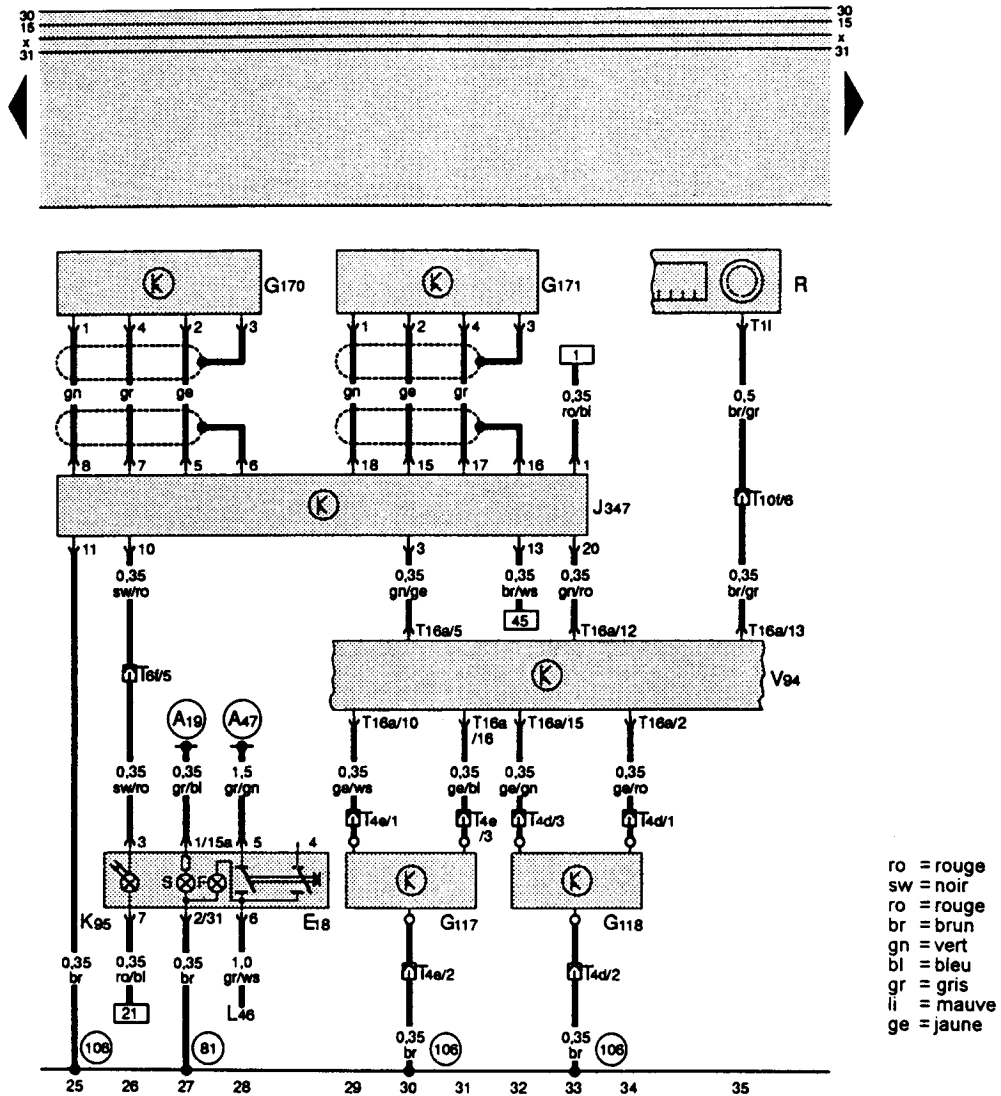 30 30
15 15
x x
31 31
G170 G171 R
1 4 2 3 1 2 4 3 T1l
1
gn gr ge gn ge gr 0,35 0,5
ro/bl br/gr
8 7 5 6 18 15 17 16 1
J347 T10f/6
11 10 3 13 20
0,35 0,35 0,35 0,35 0,35
sw/ro gn/ge br/ws gn/ro br/gr
45
T16a/5 T16a/12 T16a/13
T6f/5
V94
A19 A47
T16a/10 T16a T16a/15 T16a/2
/16
0,35 0,35 1,5 0,35 0,35 0,35 0,35
sw/ro gr/bl gr/gn ge/ws ge/bl ge/gn ge/ro
T4e/1 T4e T4d/3 T4d/1
/3
3 1/15a 5 4
S F
K95 7 2/31 6 E18 G117 G118
0,35 0,35 0,35 1,0
br ro/bl br gr/ws
T4e/2 T4d/2
21 L46
0,35 0,35
br br
108 81 106 106
25 26 27 28 29 30 31 32 33 34 35
ro = rouge
sw = noir
ro = rouge
br = brun
gn = vert
bl = bleu
gr = gris
li = mauve
ge = jaune